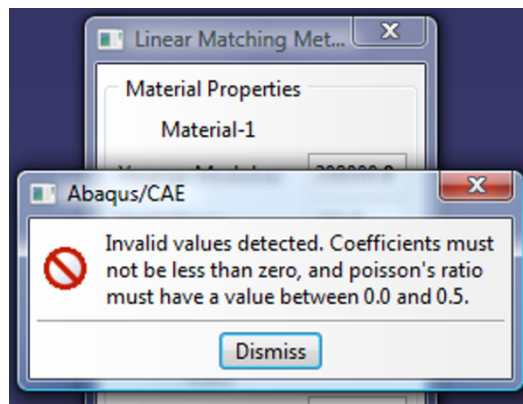 Linear Matching Met...
Material Properties
Material-1
Abaqus/CAE
Invalid values detected. Coefficients must
not be less than zero, and poisson's ratio
must have a value between 0.0 and 0.5.
Dismiss